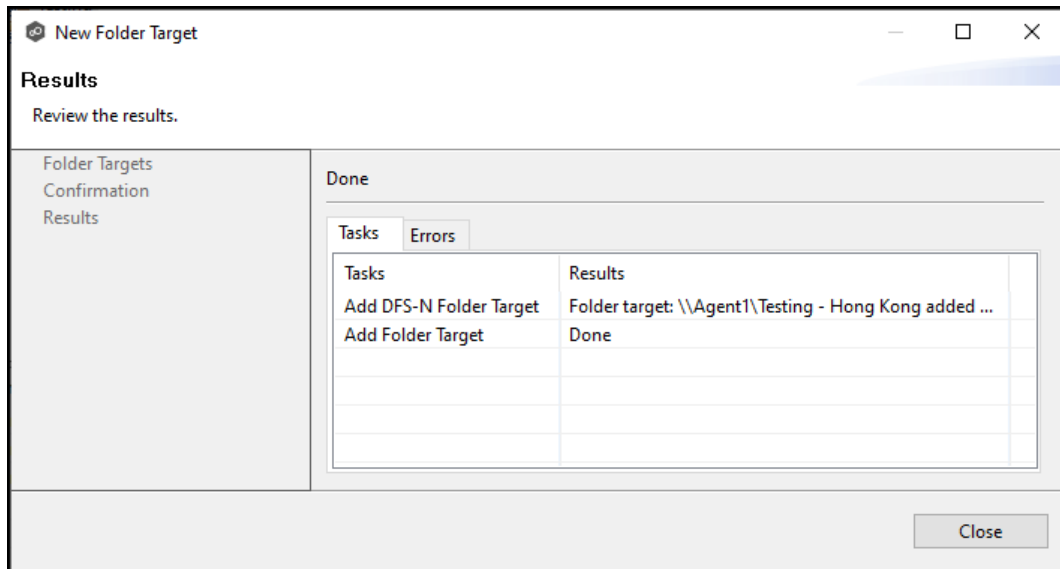 New Folder Target
Results
Review the results.
Folder Targets
Confirmation
Results
Done
Tasks Errors
Tasks Results
Add DFS-N Folder Target Folder target: \\Agent1\Testing - Hong Kong added ...
Add Folder Target Done
Close